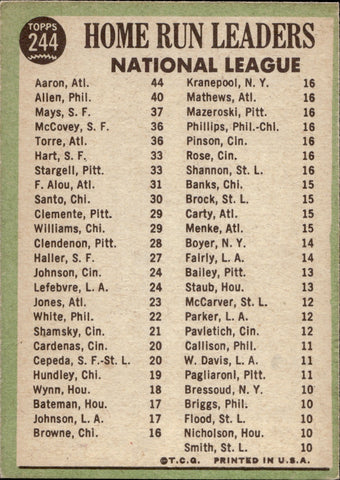 TOPPS
244
HOME RUN LEADERS
NATIONAL LEAGUE
Aaron, Atl. 44
Allen, Phil. 40
Mays, S. F. 37
McCovey, S. F. 36
Torre, Atl. 36
Hart, S. F. 33
Stargell, Pitt. 33
F. Alou, Atl. 31
Santo, Chi. 30
Clemente, Pitt. 29
Williams, Chi. 29
Clendenon, Pitt. 28
Haller, S. F. 27
Johnson, Cin. 24
Lefebvre, L. A. 24
Jones, Atl. 23
White, Phil. 22
Shamsky, Cin. 21
Cardenas, Cin. 20
Cepeda, S. F.-St. L. 20
Hundley, Chi. 19
Wynn, Hou. 18
Bateman, Hou. 17
Johnson, L. A. 17
Browne, Chi. 16
Kranepool, N. Y. 16
Mathews, Atl. 16
Mazeroski, Pitt. 16
Phillips, Phil.-Chi. 16
Pinson, Cin. 16
Rose, Cin. 16
Shannon, St. L. 16
Banks, Chi. 15
Brock, St. L. 15
Carty, Atl. 15
Menke, Atl. 15
Boyer, N. Y. 14
Fairly, L. A. 14
Bailey, Pitt. 13
Staub, Hou. 13
McCarver, St. L. 12
Parker, L. A. 12
Pavletich, Cin. 12
Callison, Phil. 11
W. Davis, L. A. 11
Pagliaroni, Pitt. 11
Bressoud, N. Y. 10
Briggs, Phil. 10
Flood, St. L. 10
Nicholson, Hou. 10
Smith, St. L. 10
©T.C.G. PRINTED IN U.S.A.